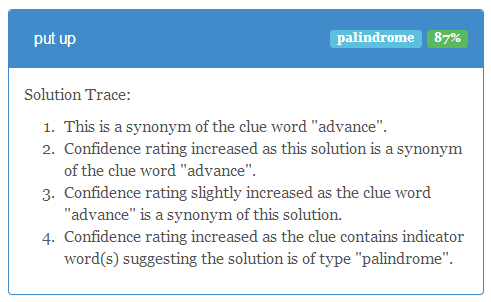 put up palindrome 87%
Solution Trace:
1. This is a synonym of the clue word "advance".
2. Confidence rating increased as this solution is a synonym
of the clue word "advance".
3. Confidence rating slightly increased as the clue word
"advance" is a synonym of this solution.
4. Confidence rating increased as the clue contains indicator
word(s) suggesting the solution is of type "palindrome".